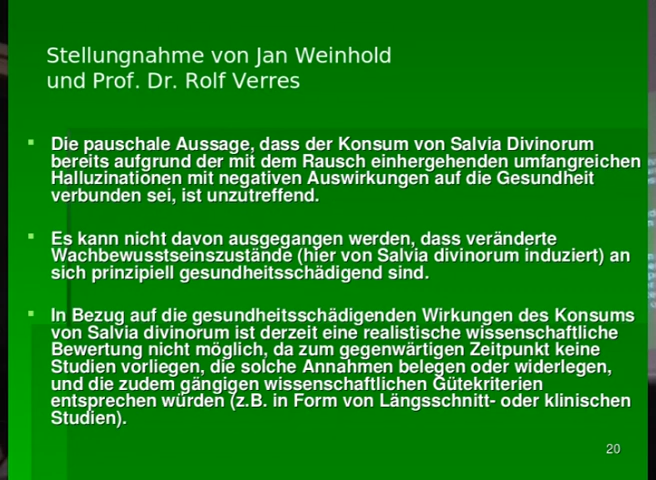 Stellungnahme von Jan Weinhold
und Prof. Dr. Rolf Verres
Die pauschale Aussage, dass der Konsum von Salvia Divinorum
bereits aufgrund der mit dem Rausch einhergehenden umfangreichen
Halluzinationen mit negativen Auswirkungen auf die Gesundheit
verbunden sei, ist unzutreffend.
Es kann nicht davon ausgegangen werden, dass veränderte
Wachbewusstseinszustände (hier von Salvia divinorum induziert) an
sich prinzipiell gesundheitsschädigend sind.
In Bezug auf die gesundheitsschädigenden Wirkungen des Konsums
von Salvia divinorum ist derzeit eine realistische wissenschaftliche
Bewertung nicht möglich, da zum gegenwärtigen Zeitpunkt keine
Studien vorliegen, die solche Annahmen belegen oder widerlegen,
und die zudem gängigen wissenschaftlichen Gütekriterien
entsprechen würden (z.B. in Form von Längsschnitt- oder klinischen
Studien).
20